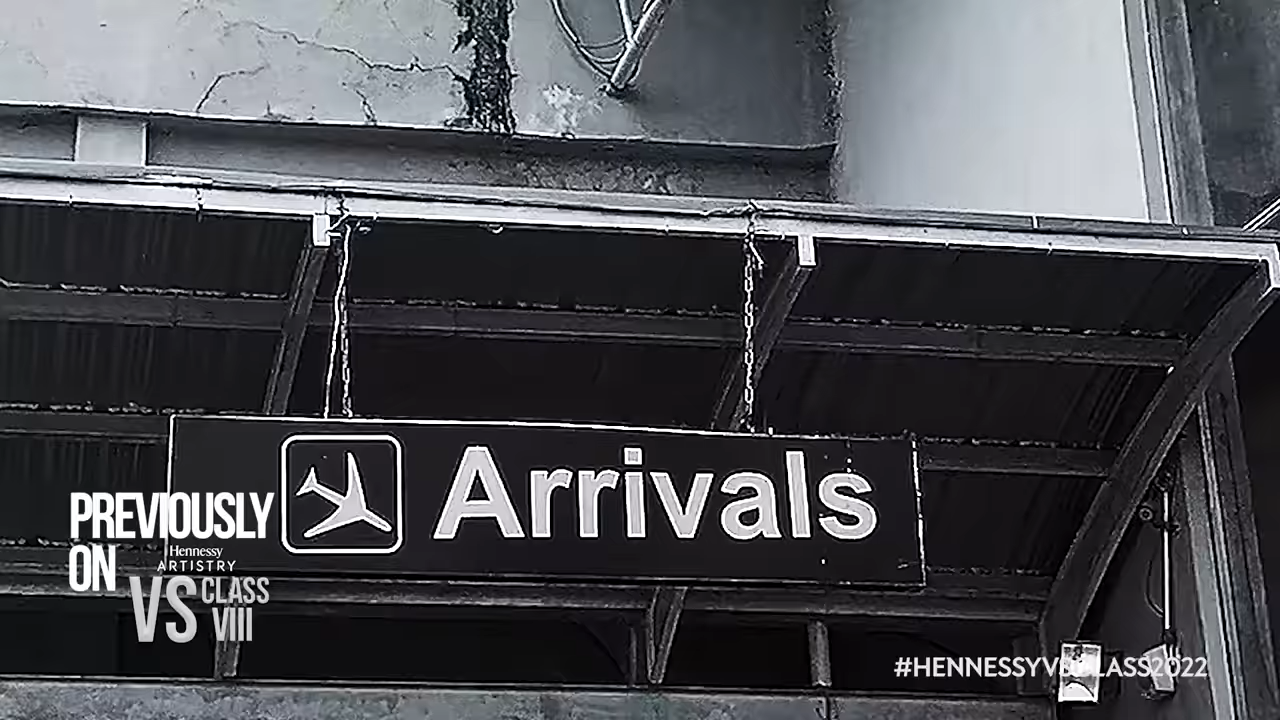 Arrivals
PREVIOUSLY
ON
Hennessy
ARTISTRY
VS CLASS
VIII
#HENNESSYVSCLASS2022